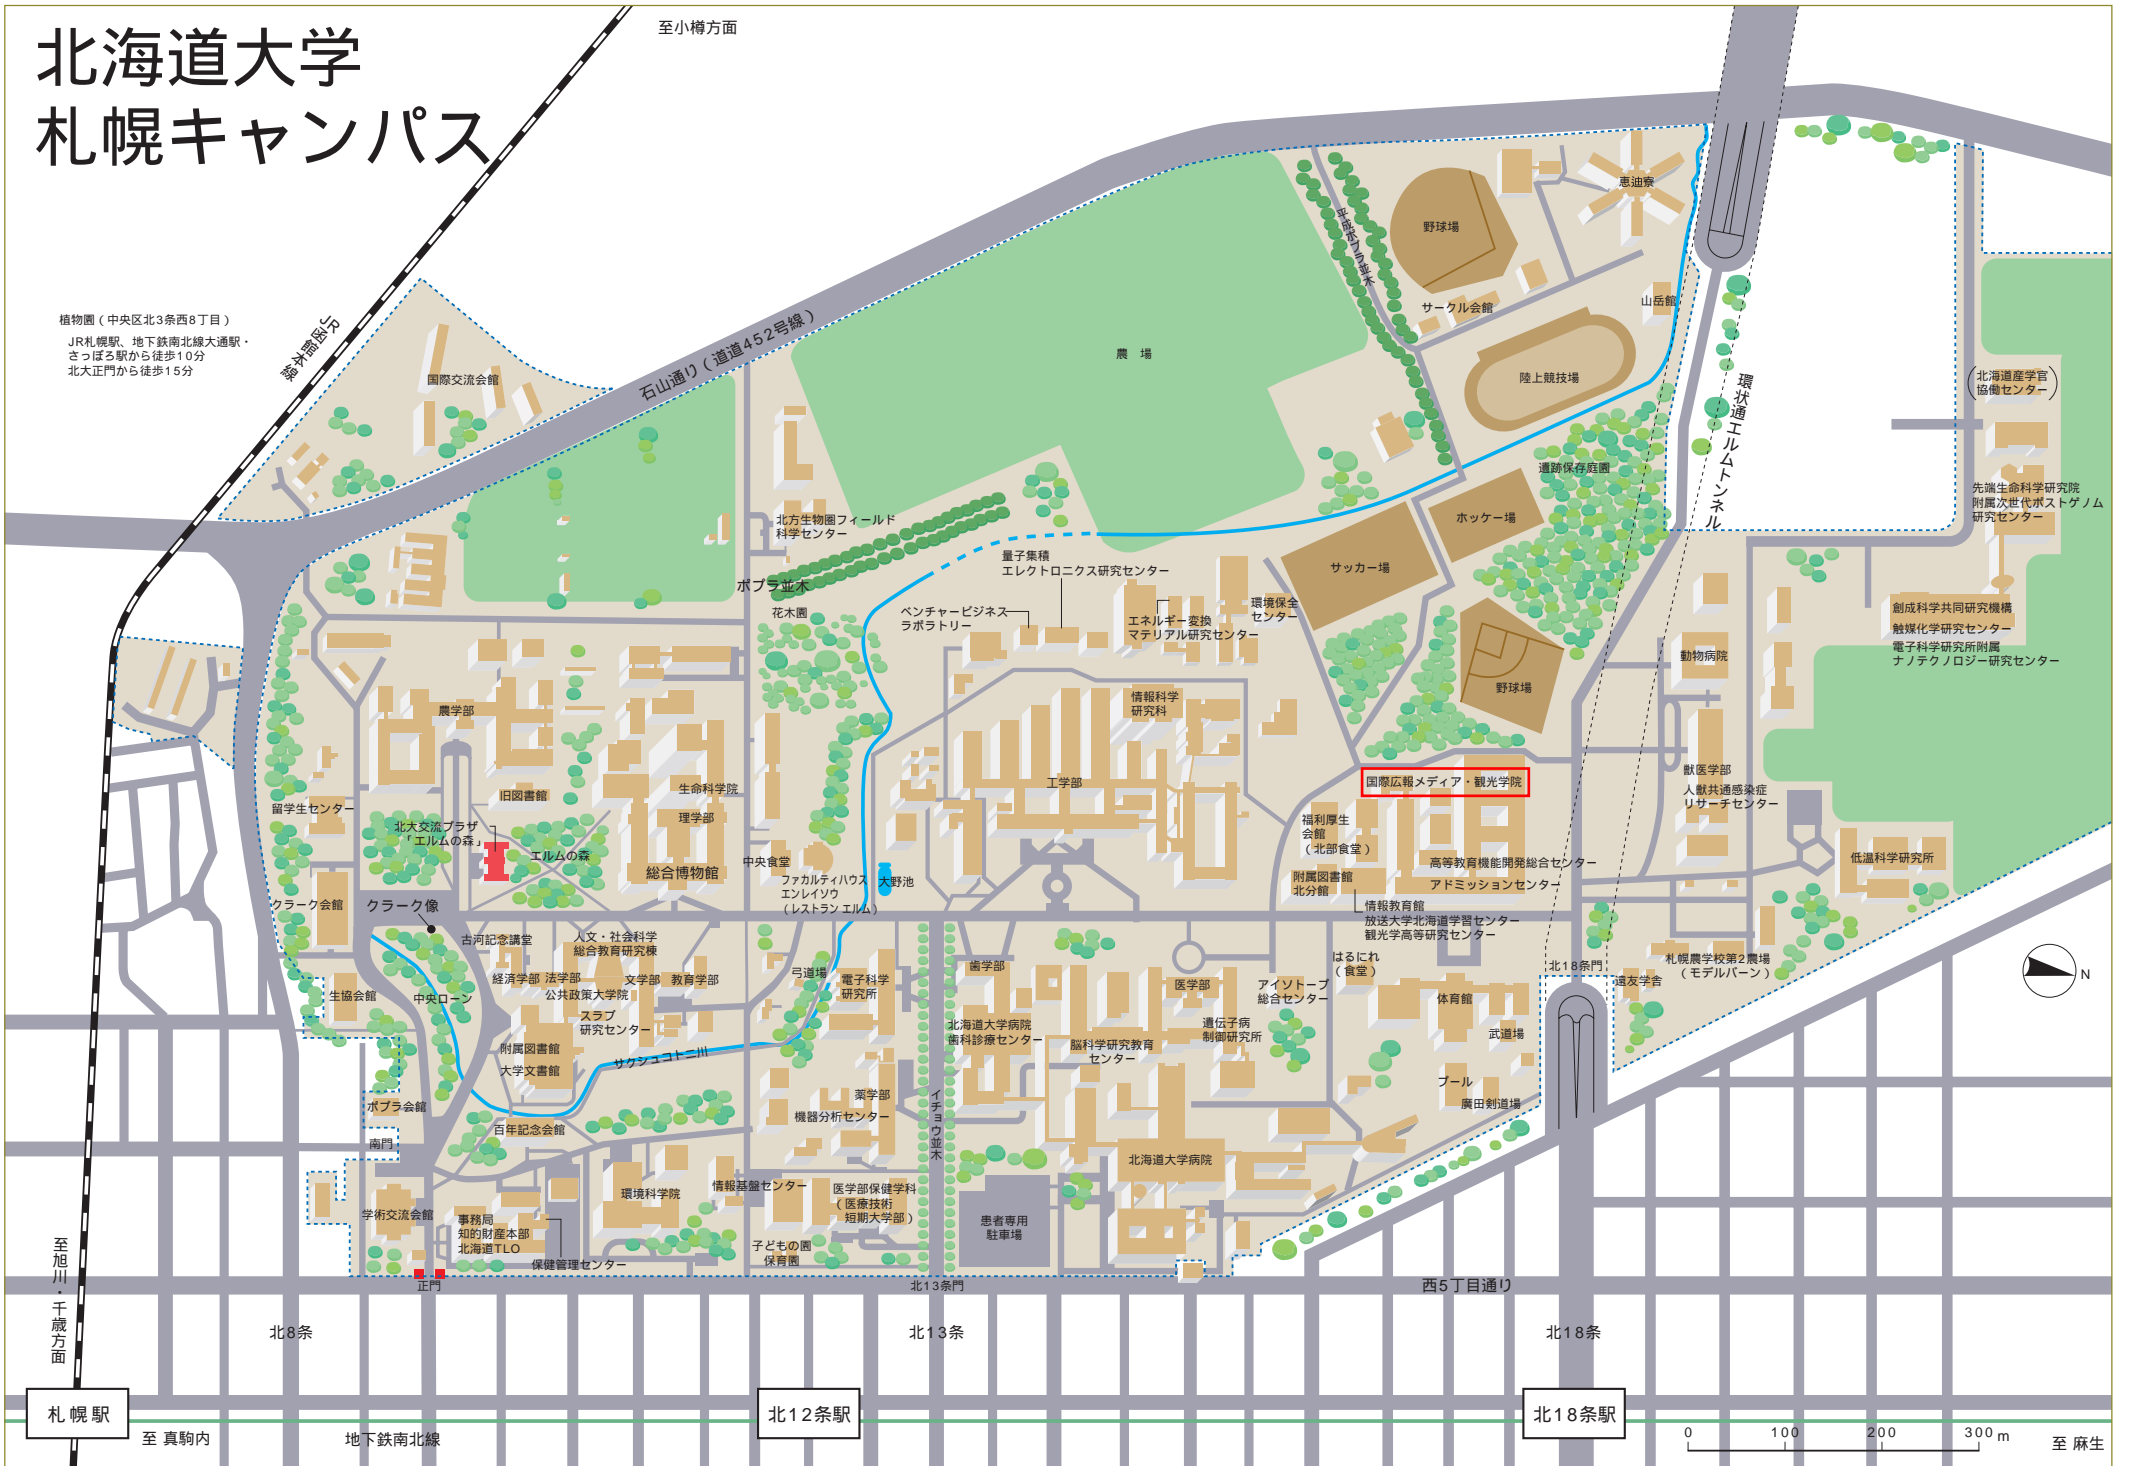 北海道大学
札幌キャンパス
至小樽方面
植物園(中央区北3条西8丁目)
JR札幌駅、地下鉄南北線大通駅・
さっぽろ駅から徒歩10分
北大正門から徒歩15分
JR函館本線
国際交流会館
石山通り(道道452号線)
農 場
平成ポプラ並木
野球場
恵迪寮
サークル会館
山岳館
陸上競技場
環状通エルムトンネル
(北海道産学官
協働センター)
遺跡保存庭園
先端生命科学研究院
附属次世代ポストゲノム
研究センター
ホッケー場
サッカー場
北方生物圏フィールド
科学センター
ポプラ並木
花木園
量子集積
エレクトロニクス研究センター
ベンチャービジネス
ラボラトリー
エネルギー変換
マテリアル研究センター
環境保全
センター
創成科学共同研究機構
触媒化学研究センター
電子科学研究所附属
ナノテクノロジー研究センター
動物病院
野球場
農学部
情報科学
研究科
工学部
国際広報メディア・観光学院
獣医学部
人獣共通感染症
リサーチセンター
留学生センター
旧図書館
生命科学院
理学部
北大交流プラザ
「エルムの森」
エルムの森
総合博物館
中央食堂
ファカルティハウス
エンレイソウ
(レストラン エルム)
大野池
福利厚生
会館
(北部食堂)
高等教育機能開発総合センター
アドミッションセンター
附属図書館
北分館
情報教育館
放送大学北海道学習センター
観光学高等研究センター
低温科学研究所
クラーク会館
クラーク像
古河記念講堂
人文・社会科学
総合教育研究棟
経済学部
法学部
文学部
教育学部
公共政策大学院
弓道場
電子科学
研究所
歯学部
医学部
アイソトープ
総合センター
はるにれ
(食堂)
体育館
北18条門
遠友学舎
札幌農学校第2農場
(モデルバーン)
N
生協会館
中央ローン
スラブ
研究センター
附属図書館
大学文書館
サクシュコトニ川
北海道大学病院
歯科診療センター
脳科学研究教育
センター
遺伝子病
制御研究所
武道場
プール
廣田剣道場
ポプラ会館
百年記念会館
薬学部
機器分析センター
イチョウ並木
南門
北海道大学病院
環境科学院
情報基盤センター
医学部保健学科
(医療技術
短期大学部)
学術交流会館
事務局
知的財産本部
北海道TLO
保健管理センター
子どもの園
保育園
患者専用
駐車場
正門
北13条門
西5丁目通り
至旭川・千歳方面
北8条
北13条
北18条
札幌駅
北12条駅
北18条駅
至 真駒内
地下鉄南北線
0 100 200 300 m
至 麻生